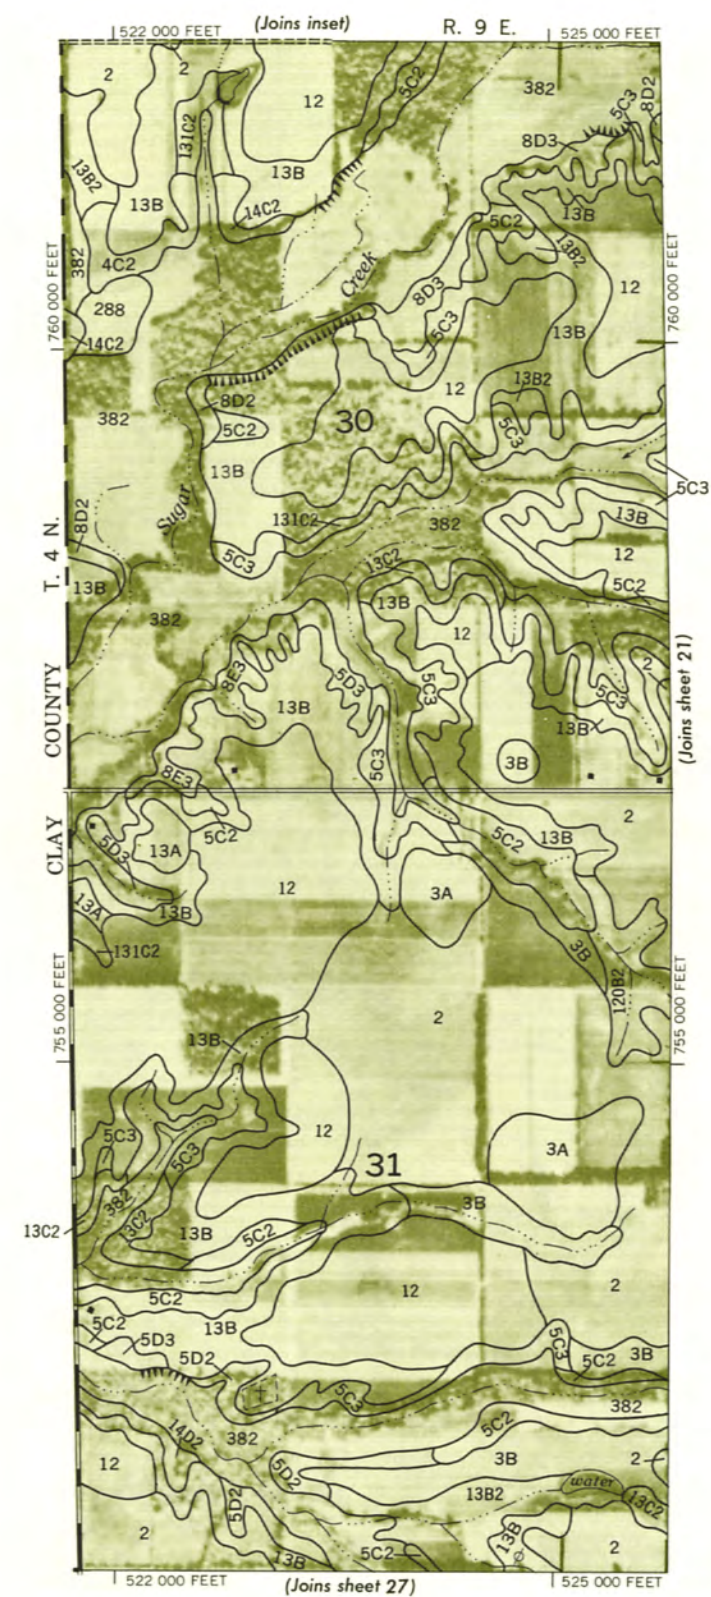 522 000 FEET
(Joins inset)
R. 9 E.
525 000 FEET
2
2
12
5C2
382
5C3
8D2
131C2
8D3
13B2
13B
13B
14C2
5C2
13B
13B2
382
4C2
Creek
8D3
12
760 000 FEET
760 000 FEET
288
14C2
5C3
13B
12
13B2
8D2
382
30
5C2
5C3
13B
5C3
Sugar
131C2
382
8D2
13B
12
T. 4 N.
5C3
13C2
13B
5C2
13B
382
12
8E3
5D3
5C3
2
5C3
(Joins sheet 21)
13B
13B
COUNTY
5C3
3B
8E3
CLAY
5C2
5C2
13B
2
5D3
13A
12
3A
13A
13B
131C2
3B
120B2
755 000 FEET
755 000 FEET
2
13B
5C3
12
5C3
3A
31
382
3B
13C2
13C2
13B
5C2
5C2
12
2
5C2
13B
5D3
5D2
5C3
5C2
3B
5C3
382
14D2
382
5C2
12
5D2
3B
2
13B2
water
13C2
5D2
2
13B
5C2
13B
2
522 000 FEET
(Joins sheet 27)
525 000 FEET